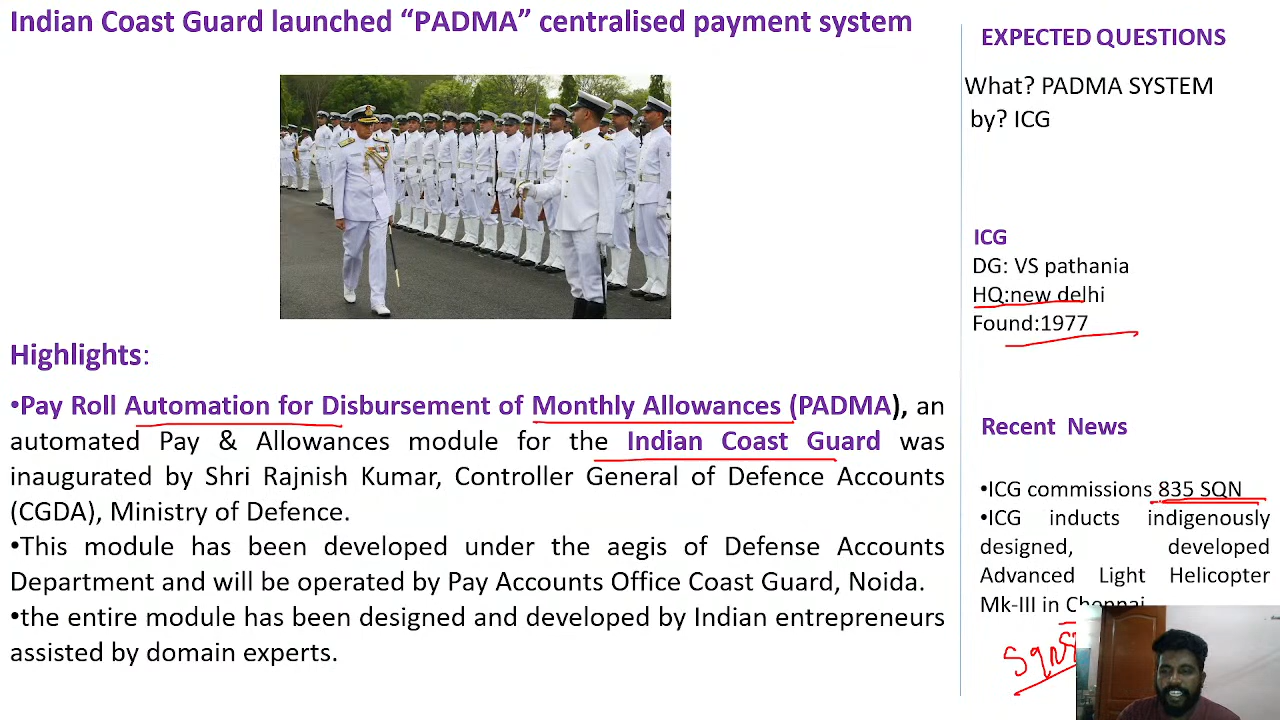 Indian Coast Guard launched “PADMA” centralised payment system
Highlights:
•Pay Roll Automation for Disbursement of Monthly Allowances (PADMA), an
automated Pay & Allowances module for the Indian Coast Guard was
inaugurated by Shri Rajnish Kumar, Controller General of Defence Accounts
(CGDA), Ministry of Defence.
•This module has been developed under the aegis of Defense Accounts
Department and will be operated by Pay Accounts Office Coast Guard, Noida.
•the entire module has been designed and developed by Indian entrepreneurs
assisted by domain experts.
EXPECTED QUESTIONS
What? PADMA SYSTEM
by? ICG
ICG
DG: VS pathania
HQ:new delhi
Found:1977
Recent News
•ICG commissions 835 SQN
•ICG inducts indigenously
designed, developed
Advanced Light Helicopter
Mk-III in Chennai